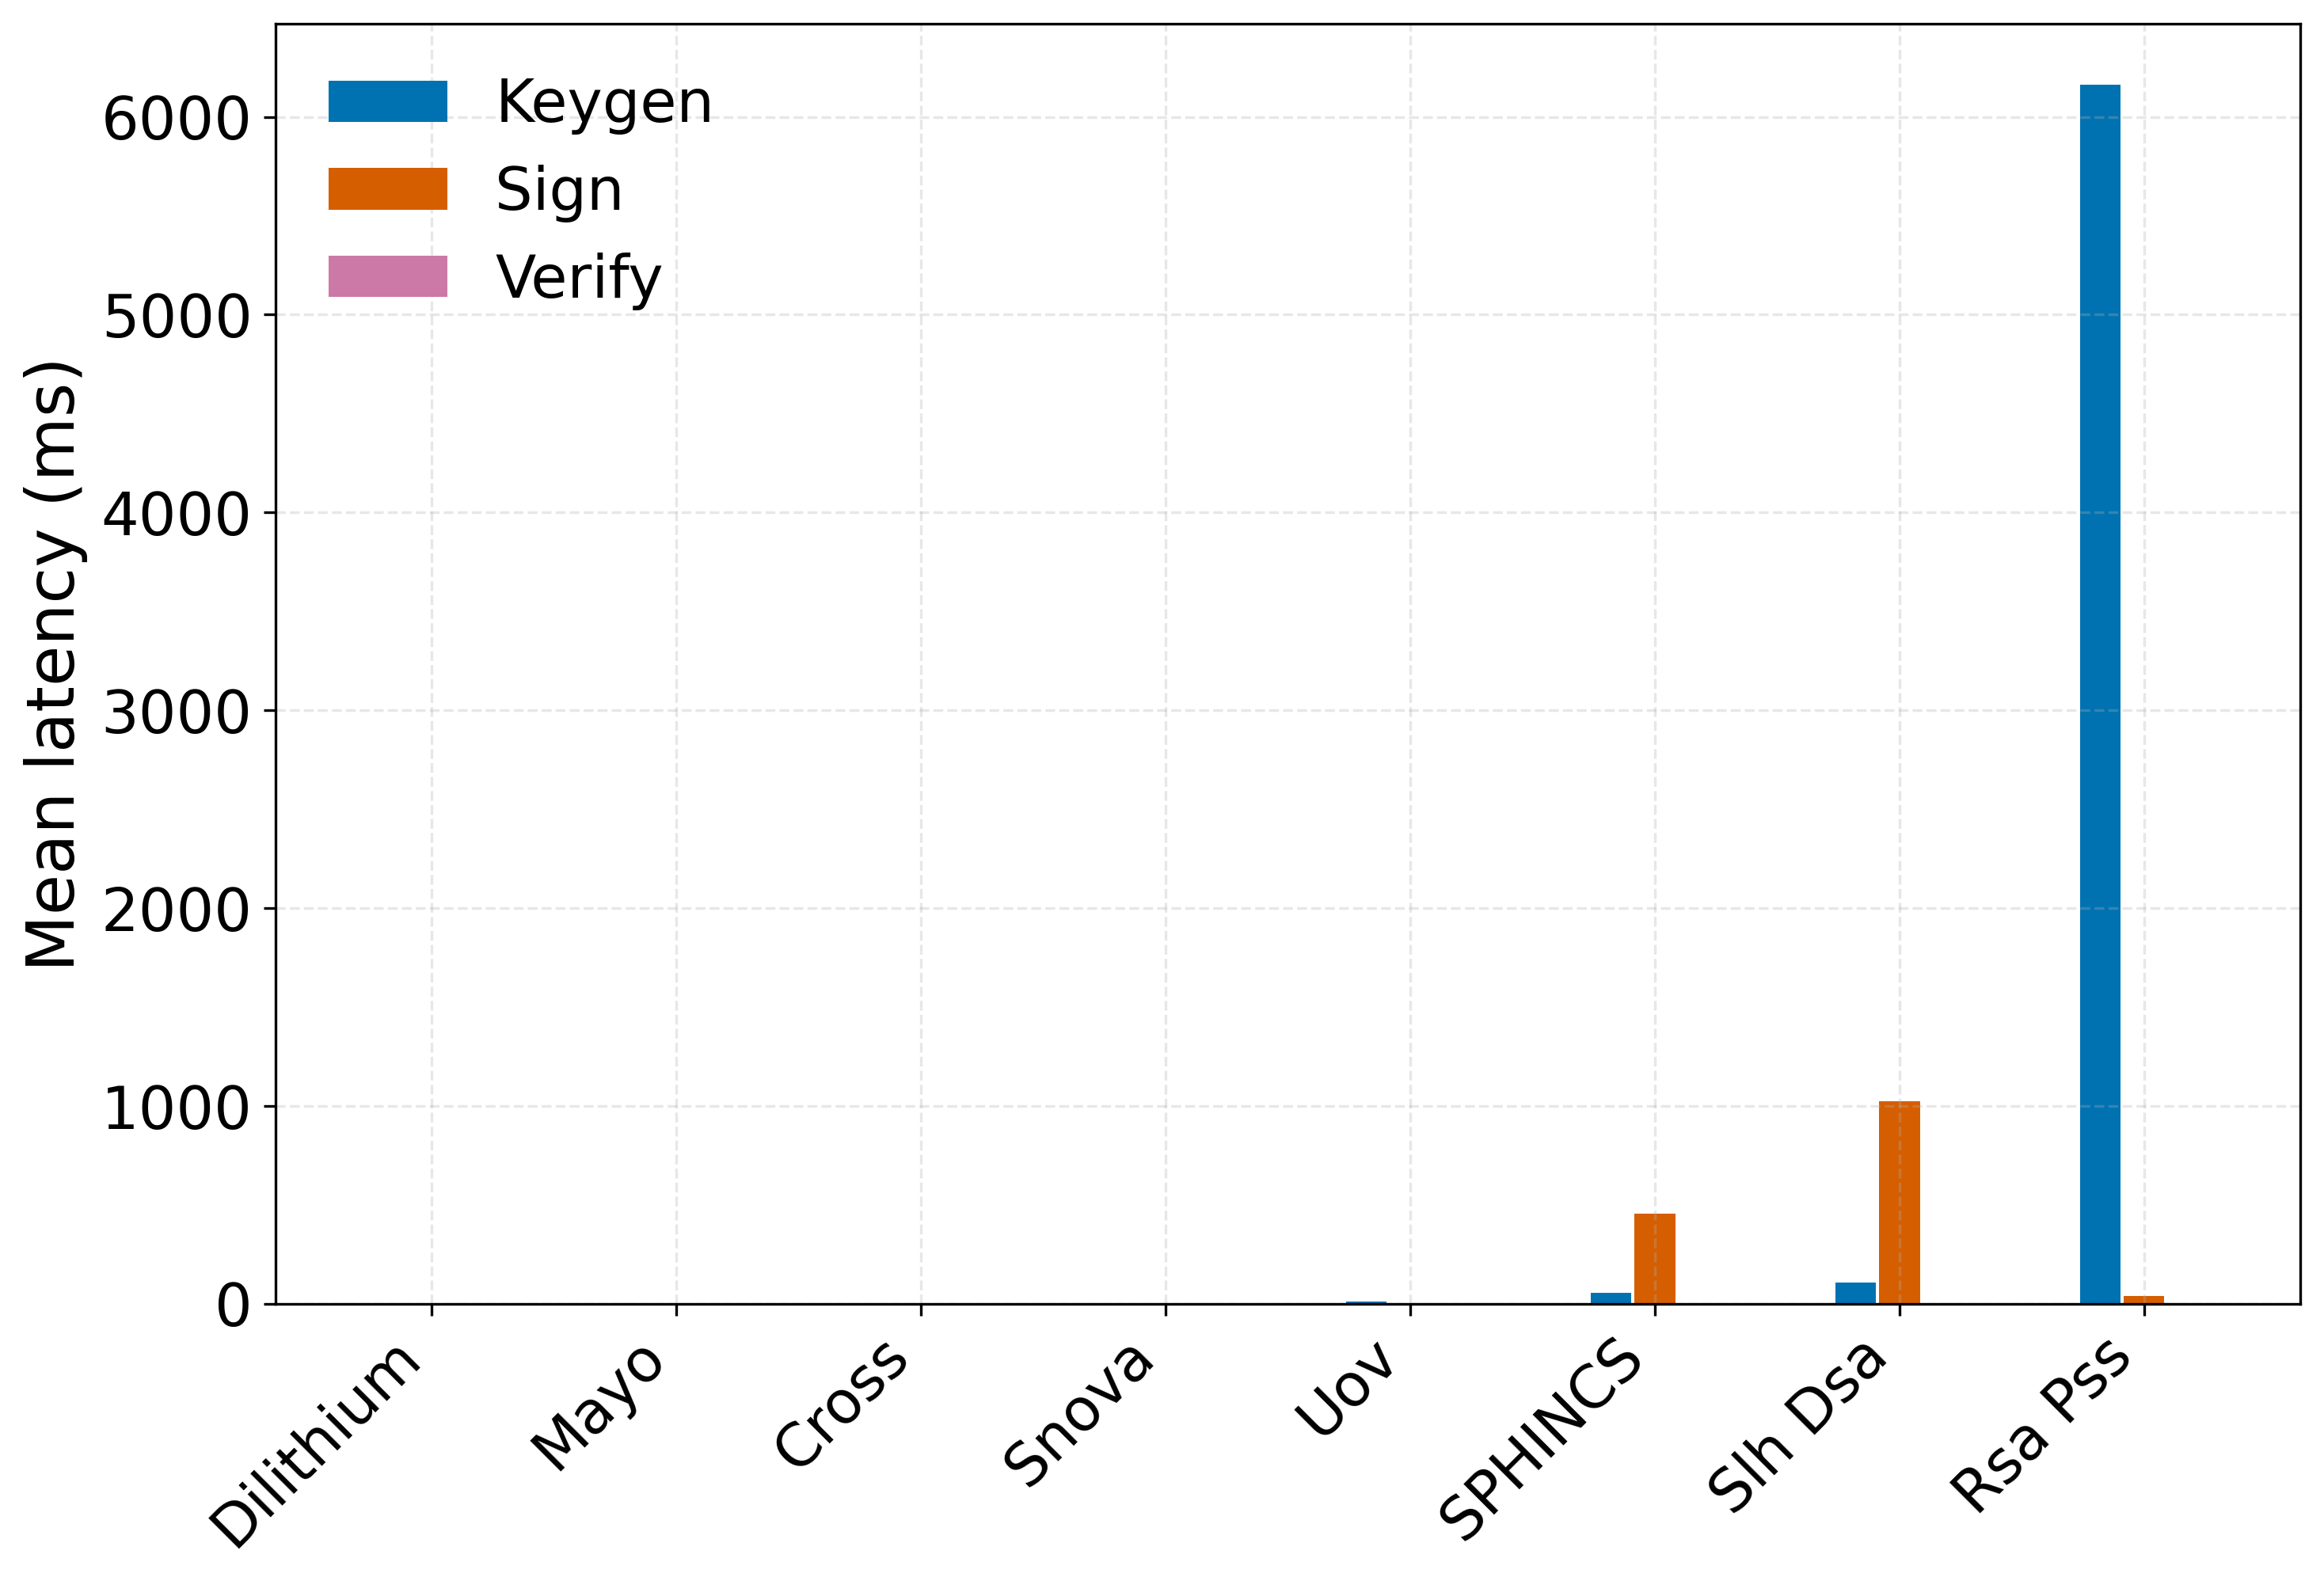 Keygen
Sign
Verify
Mean latency (ms)
6000
5000
4000
3000
2000
1000
0
Dilithium
Mayo
Cross
Snova
Uov
SPHINCS
Slh Dsa
Rsa Pss